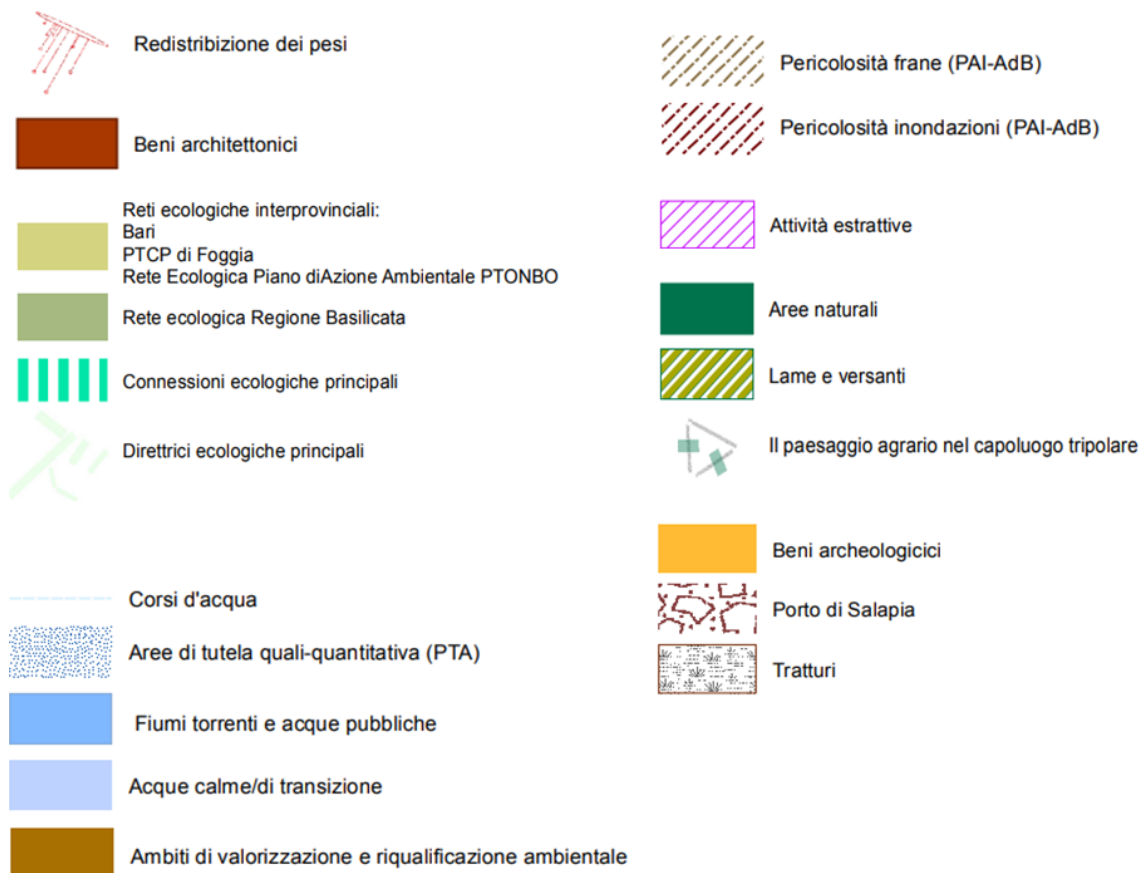 Redistribizione dei pesi
Beni architettonici
Reti ecologiche interprovinciali:
Bari
PTCP di Foggia
Rete Ecologica Piano diAzione Ambientale PTONBO
Rete ecologica Regione Basilicata
Connessioni ecologiche principali
Direttrici ecologiche principali
Corsi d'acqua
Aree di tutela quali-quantitativa (PTA)
Fiumi torrenti e acque pubbliche
Acque calme/di transizione
Ambiti di valorizzazione e riqualificazione ambientale
Pericolosità frane (PAI-AdB)
Pericolosità inondazioni (PAI-AdB)
Attività estrattive
Aree naturali
Lame e versanti
Il paesaggio agrario nel capoluogo tripolare
Beni archeologicici
Porto di Salapia
Tratturi